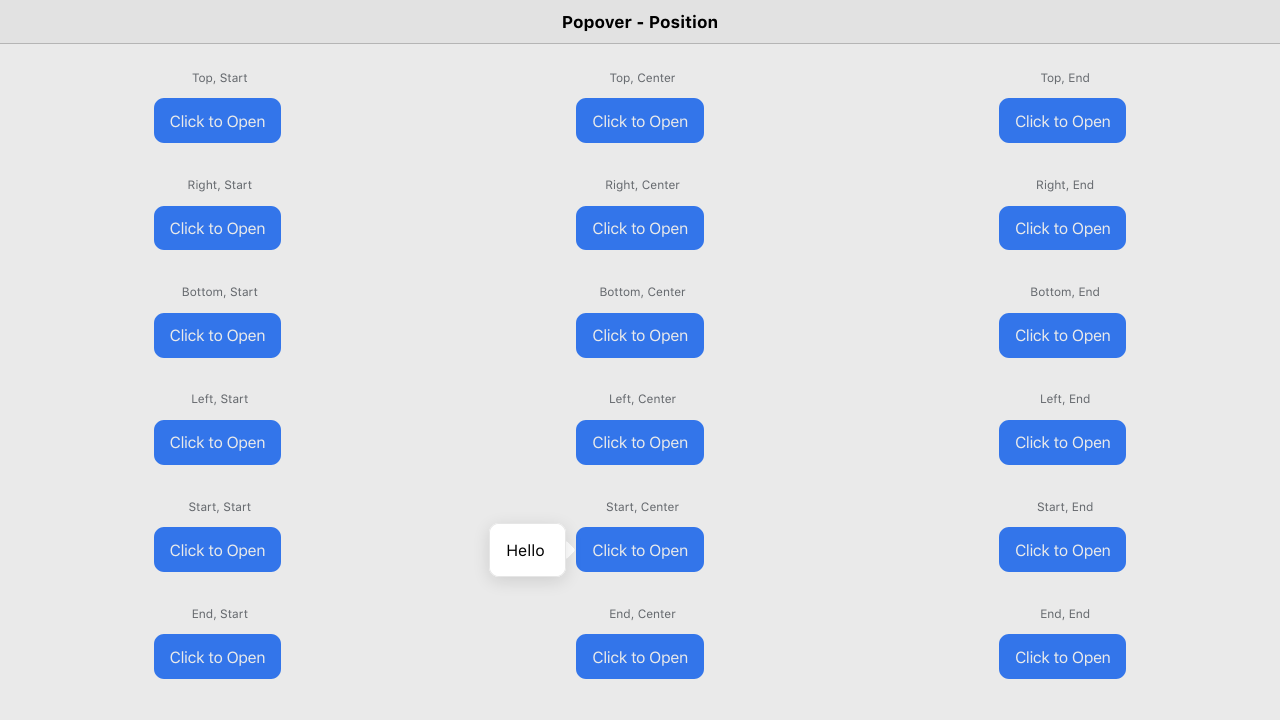 Popover - Position
Top, Start
Top, Center
Top, End
Click to Open
Click to Open
Click to Open
Right, Start
Right, Center
Right, End
Click to Open
Click to Open
Click to Open
Bottom, Start
Bottom, Center
Bottom, End
Click to Open
Click to Open
Click to Open
Left, Start
Left, Center
Left, End
Click to Open
Click to Open
Click to Open
Start, Start
Start, Center
Start, End
Click to Open
Hello
Click to Open
Click to Open
End, Start
End, Center
End, End
Click to Open
Click to Open
Click to Open